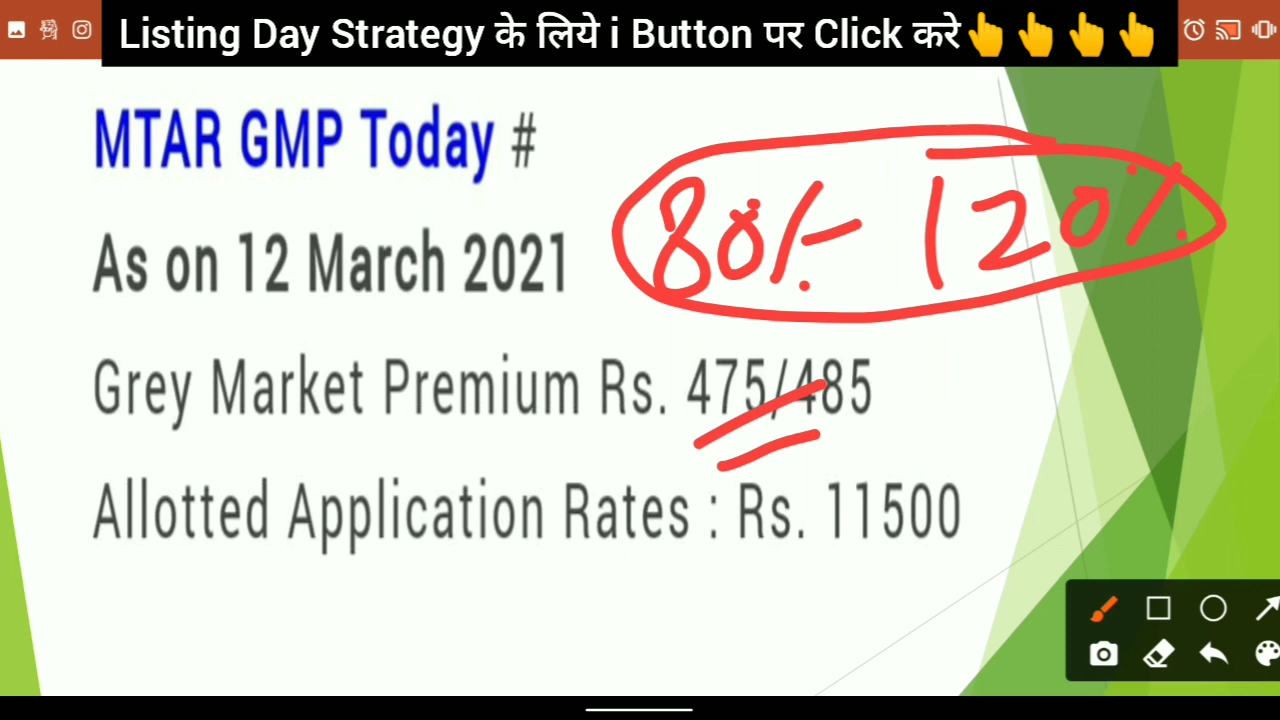 Listing Day Strategy के लिये i Button पर Click करे👆👆👆👆
MTAR GMP Today #
80%- 120%
As on 12 March 2021
Grey Market Premium Rs. 475/485
Allotted Application Rates : Rs. 11500